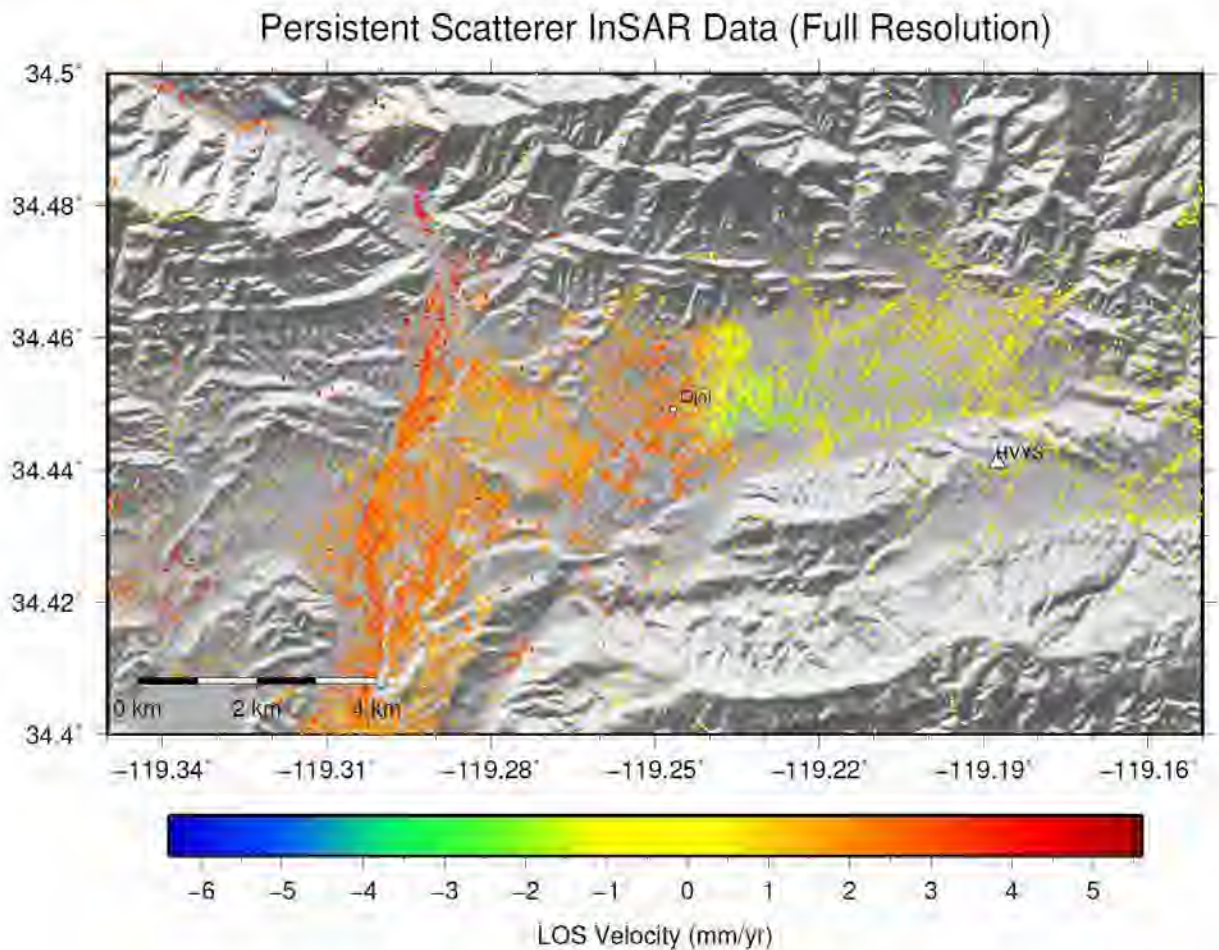 Persistent Scatterer InSAR Data (Full Resolution)
34.5°
34.48°
34.46°
34.44°
34.42°
34.4°
Ojai
HVYS
0 km 2 km 4 km
−119.34 −119.31 −119.28 −119.25 −119.22 −119.19 −119.16
−6 −5 −4 −3 −2 −1 0 1 2 3 4 5
LOS Velocity (mm/yr)